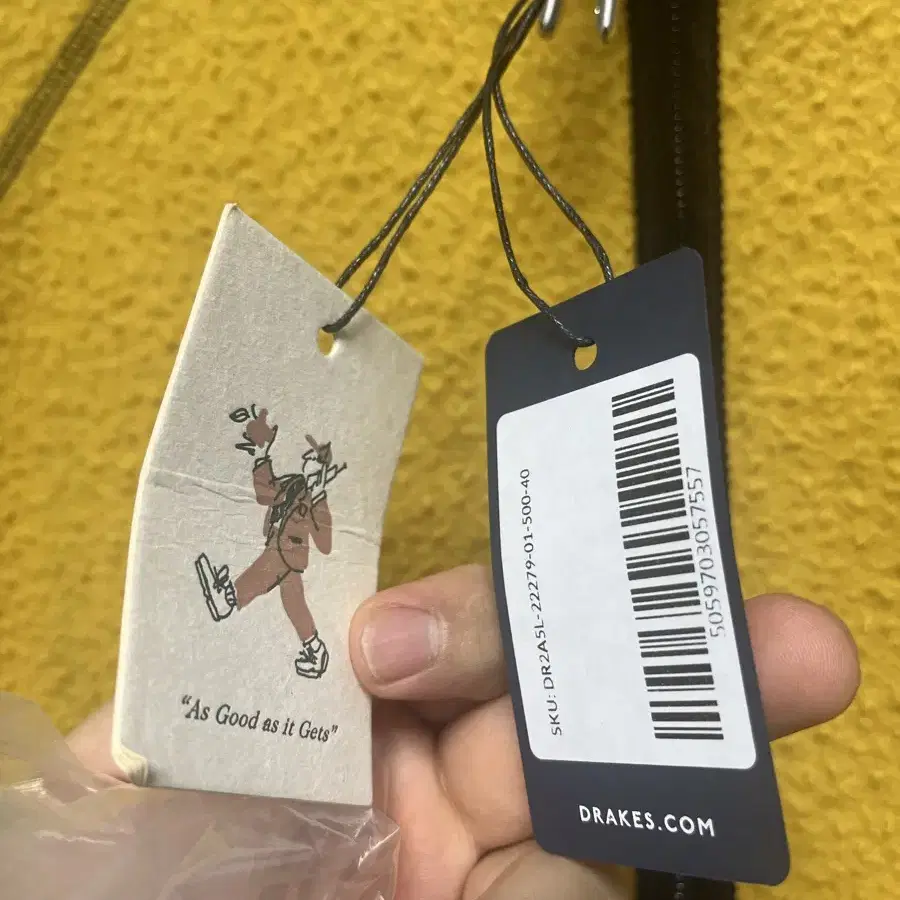 "As Good as it Gets"
SKU: DR2A5L-22279-01-500-40
5059703057557
DRAKES.COM